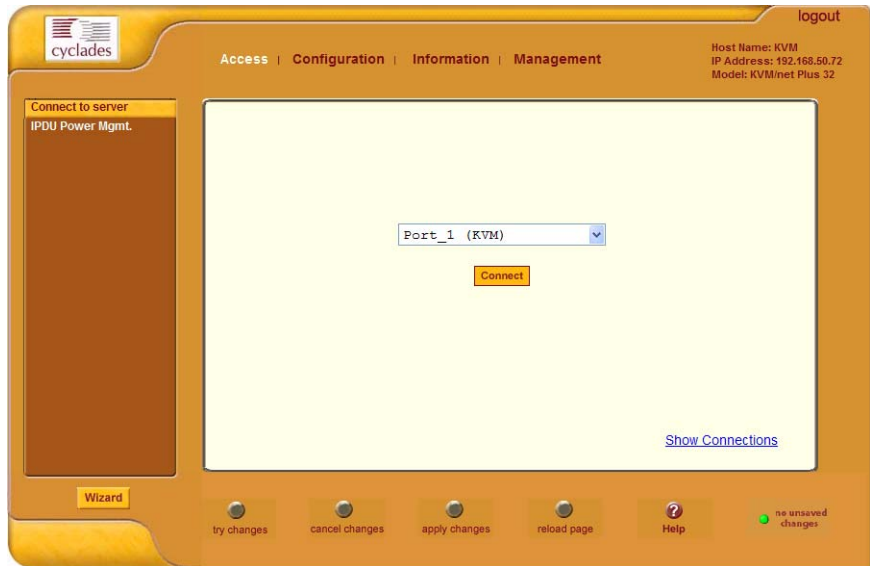 logout
cyclades
Access | Configuration | Information | Management
Host Name: KVM
IP Address: 192.168.50.72
Model: KVM/net Plus 32
Connect to server
IPDU Power Mgmt.
Port_1 (KVM)
Connect
Show Connections
Wizard
try changes
cancel changes
apply changes
reload page
?
Help
no unsaved
changes